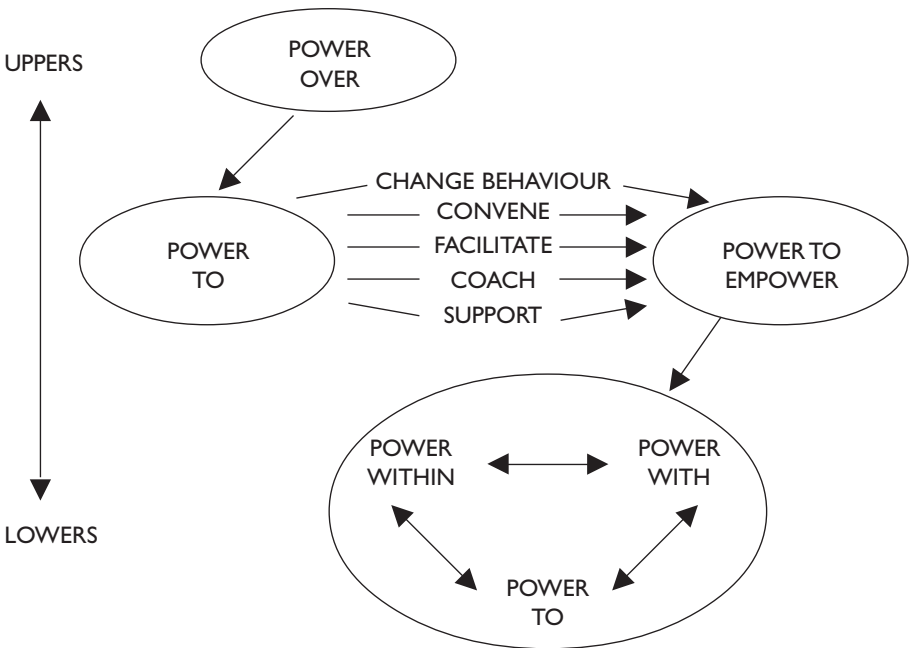 UPPERS
POWER
OVER
CHANGE BEHAVIOUR
CONVENE
FACILITATE
COACH
SUPPORT
POWER
TO
POWER TO
EMPOWER
POWER
WITHIN
POWER
WITH
POWER
TO
LOWERS